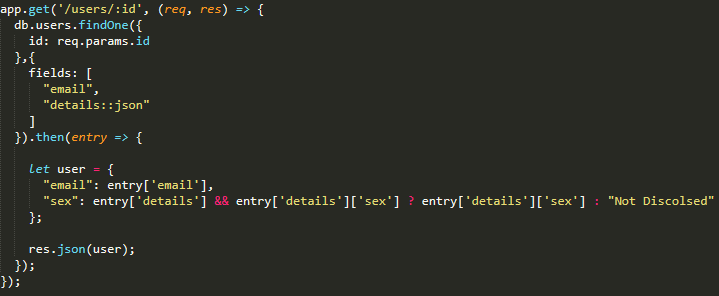 app.get('/users/:id', (req, res) => {
  db.users.findOne({
    id: req.params.id
  },{
    fields: [
      "email",
      "details::json"
    ]
  }).then(entry => {

    let user = {
      "email": entry['email'],
      "sex": entry['details'] && entry['details']['sex'] ? entry['details']['sex'] : "Not Discolsed"
    };

    res.json(user);
  });
});